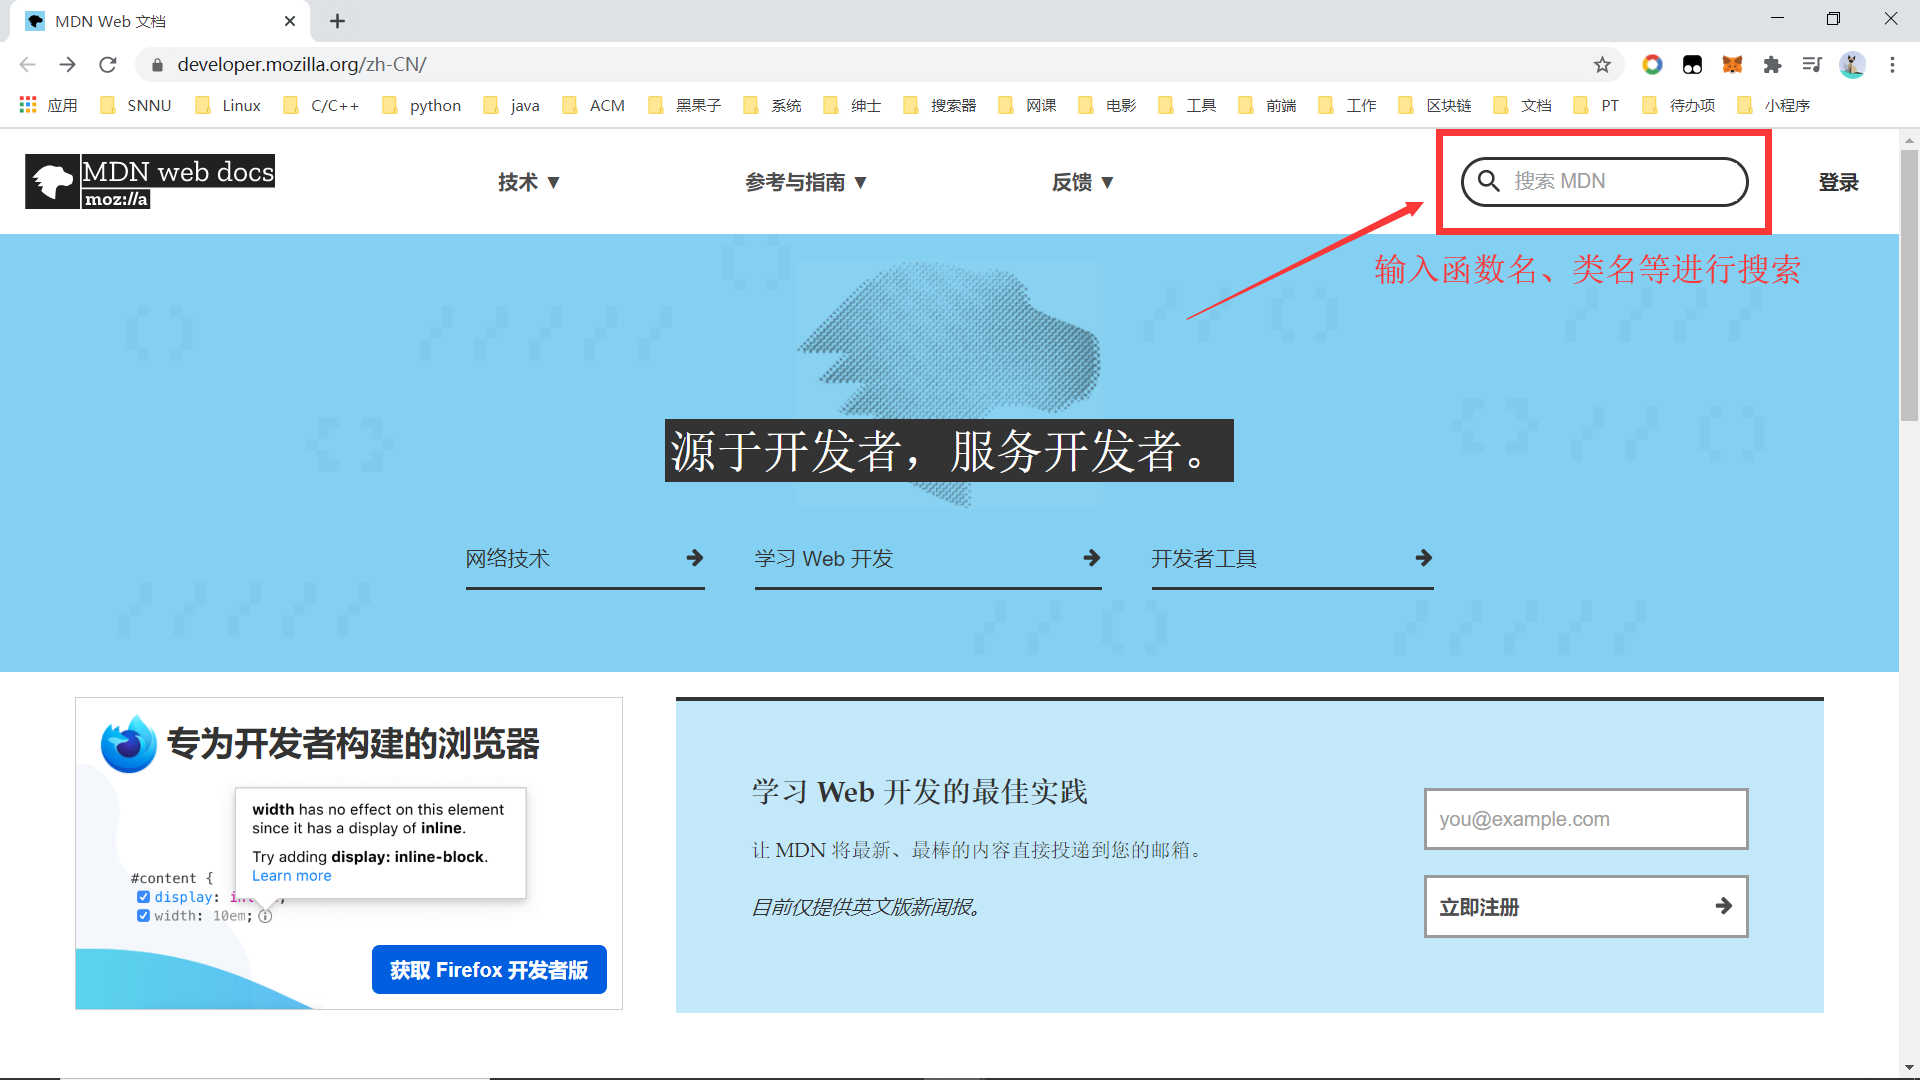 MDN Web 文档
developer.mozilla.org/zh-CN/
应用 SNNU Linux C/C++ python java ACM 黑果子 系统 绅士 搜索器 网课 电影 工具 前端 工作 区块链 文档 PT 待办项 小程序
MDN web docs
moz://a
技术 ▼ 参考与指南 ▼ 反馈 ▼ 搜索 MDN 登录
输入函数名、类名等进行搜索
源于开发者，服务开发者。
网络技术 学习 Web 开发 开发者工具
专为开发者构建的浏览器
width has no effect on this element
since it has a display of inline.
Try adding display: inline-block.
Learn more
#content {
display:
width: 10em;
获取 Firefox 开发者版
学习 Web 开发的最佳实践
让 MDN 将最新、最棒的内容直接投递到您的邮箱。
目前仅提供英文版新闻报。
you@example.com
立即注册